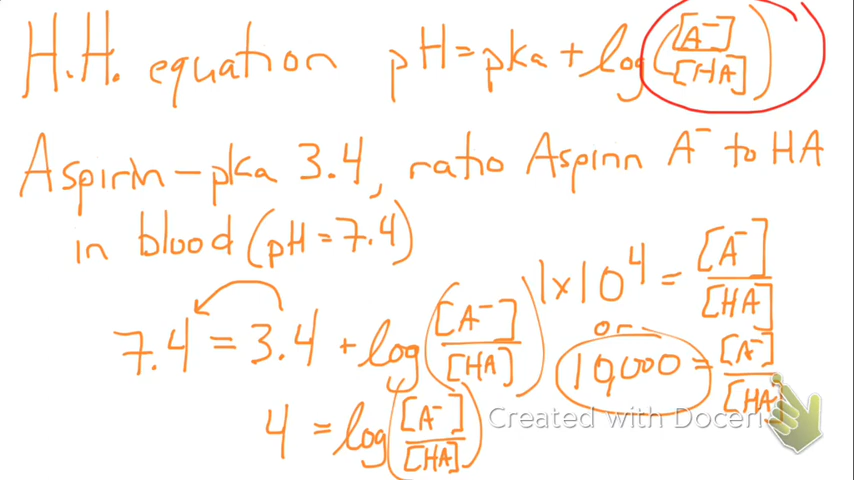 H.H. equation pH = pka + log([A⁻]/[HA])
Aspirin - pka 3.4, ratio Aspirin A⁻ to HA
in blood (pH = 7.4)
7.4 = 3.4 + log([A⁻]/[HA])
4 = log([A⁻]/[HA])
1x10⁴ = [A⁻]/[HA]
or
10,000 = [A⁻]/[HA]
Created with Doceri